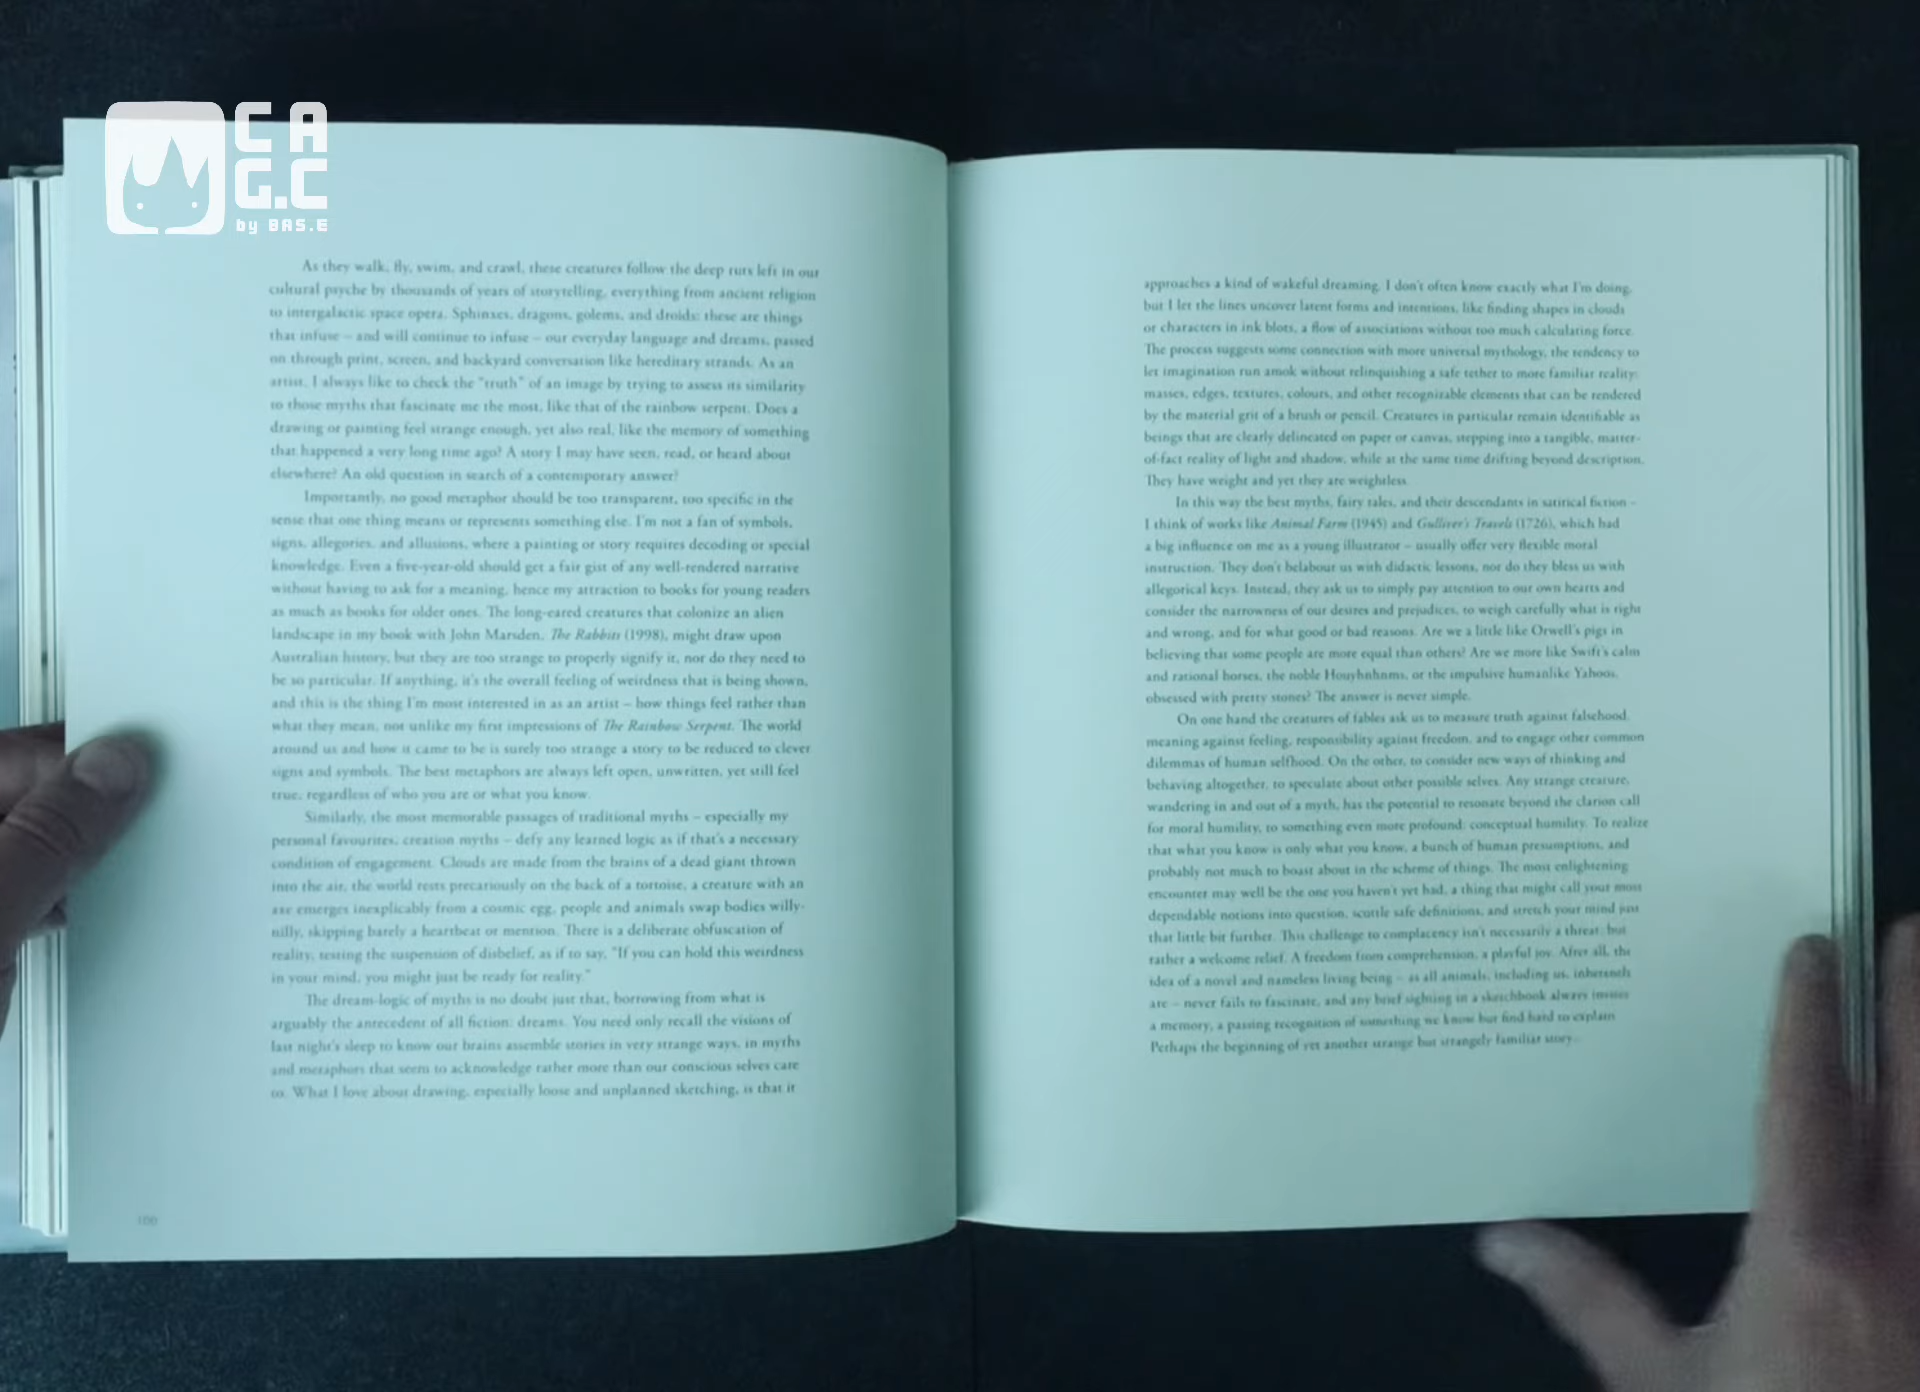 C A
G.C
by BAS.E
As they walk, fly, swim, and crawl, these creatures follow the deep ruts left in our
cultural psyche by thousands of years of storytelling, everything from ancient religion
to intergalactic space opera. Sphinxes, dragons, golems, and droids: these are things
that infuse – and will continue to infuse – our everyday language and dreams, passed
on through print, screen, and backyard conversation like hereditary strands. As an
artist, I always like to check the "truth" of an image by trying to assess its similarity
to those myths that fascinate me the most, like that of the rainbow serpent. Does a
drawing or painting feel strange enough, yet also real, like the memory of something
that happened a very long time ago? A story I may have seen, read, or heard about
elsewhere? An old question in search of a contemporary answer?
Importantly, no good metaphor should be too transparent, too specific in the
sense that one thing means or represents something else. I'm not a fan of symbols,
signs, allegories, and allusions, where a painting or story requires decoding or special
knowledge. Even a five-year-old should get a fair gist of any well-rendered narrative
without having to ask for a meaning, hence my attraction to books for young readers
as much as books for older ones. The long-eared creatures that colonize an alien
landscape in my book with John Marsden, The Rabbits (1998), might draw upon
Australian history, but they are too strange to properly signify it, nor do they need to
be so particular. If anything, it's the overall feeling of weirdness that is being shown,
and this is the thing I'm most interested in as an artist – how things feel rather than
what they mean, not unlike my first impressions of The Rainbow Serpent. The world
around us and how it came to be is surely too strange a story to be reduced to clever
signs and symbols. The best metaphors are always left open, unwritten, yet still feel
true, regardless of who you are or what you know.
Similarly, the most memorable passages of traditional myths – especially my
personal favourites, creation myths – defy any learned logic as if that's a necessary
condition of engagement. Clouds are made from the brains of a dead giant thrown
into the air, the world rests precariously on the back of a tortoise, a creature with an
axe emerges inexplicably from a cosmic egg, people and animals swap bodies willy-
nilly, skipping barely a heartbeat or mention. There is a deliberate obfuscation of
reality, testing the suspension of disbelief, as if to say, "If you can hold this weirdness
in your mind, you might just be ready for reality."
The dream-logic of myths is no doubt just that, borrowing from what is
arguably the antecedent of all fiction: dreams. You need only recall the visions of
last night's sleep to know our brains assemble stories in very strange ways, in myths
and metaphors that seem to acknowledge rather more than our conscious selves care
to. What I love about drawing, especially loose and unplanned sketching, is that it
100
approaches a kind of wakeful dreaming. I don't often know exactly what I'm doing,
but I let the lines uncover latent forms and intentions, like finding shapes in clouds
or characters in ink blots, a flow of associations without too much calculating force.
The process suggests some connection with more universal mythology, the tendency to
let imagination run amok without relinquishing a safe tether to more familiar reality:
masses, edges, textures, colours, and other recognizable elements that can be rendered
by the material grit of a brush or pencil. Creatures in particular remain identifiable as
beings that are clearly delineated on paper or canvas, stepping into a tangible, matter-
of-fact reality of light and shadow, while at the same time drifting beyond description.
They have weight and yet they are weightless.
In this way the best myths, fairy tales, and their descendants in satirical fiction –
I think of works like Animal Farm (1945) and Gulliver's Travels (1726), which had
a big influence on me as a young illustrator – usually offer very flexible moral
instruction. They don't belabour us with didactic lessons, nor do they bless us with
allegorical keys. Instead, they ask us to simply pay attention to our own hearts and
consider the narrowness of our desires and prejudices, to weigh carefully what is right
and wrong, and for what good or bad reasons. Are we a little like Orwell's pigs in
believing that some people are more equal than others? Are we more like Swift's calm
and rational horses, the noble Houyhnhnms, or the impulsive humanlike Yahoos,
obsessed with pretty stones? The answer is never simple.
On one hand the creatures of fables ask us to measure truth against falsehood,
meaning against feeling, responsibility against freedom, and to engage other common
dilemmas of human selfhood. On the other, to consider new ways of thinking and
behaving altogether, to speculate about other possible selves. Any strange creature,
wandering in and out of a myth, has the potential to resonate beyond the clarion call
for moral humility, to something even more profound: conceptual humility. To realize
that what you know is only what you know, a bunch of human presumptions, and
probably not much to boast about in the scheme of things. The most enlightening
encounter may well be the one you haven't yet had, a thing that might call your most
dependable notions into question, scuttle safe definitions, and stretch your mind just
that little bit further. This challenge to complacency isn't necessarily a threat, but
rather a welcome relief. A freedom from comprehension, a playful joy. After all, the
idea of a novel and nameless living being – as all animals, including us, inherently
are – never fails to fascinate, and any brief sighting in a sketchbook always invites
a memory, a passing recognition of something we know but find hard to explain.
Perhaps the beginning of yet another strange but strangely familiar story.